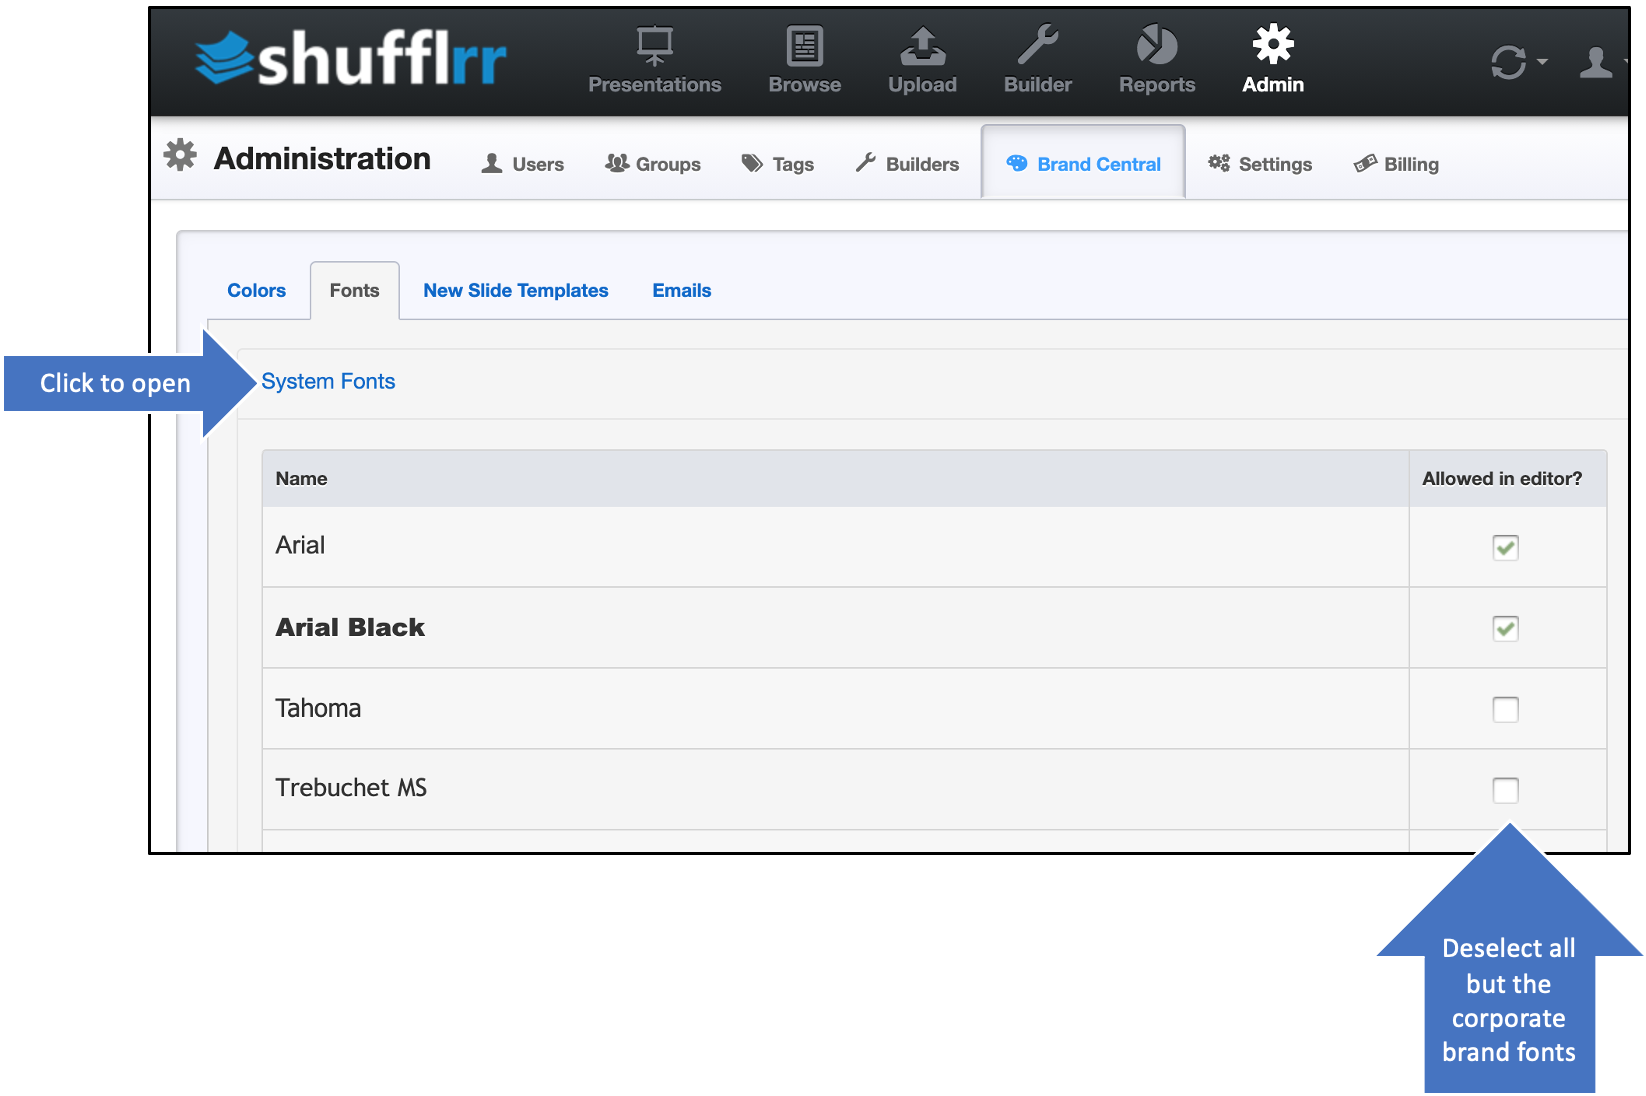 shufflrr
Presentations Browse Upload Builder Reports Admin
Administration Users Groups Tags Builders Brand Central Settings Billing
Colors Fonts New Slide Templates Emails
Click to open
System Fonts
Name Allowed in editor?
Arial
Arial Black
Tahoma
Trebuchet MS
Deselect all
but the
corporate
brand fonts